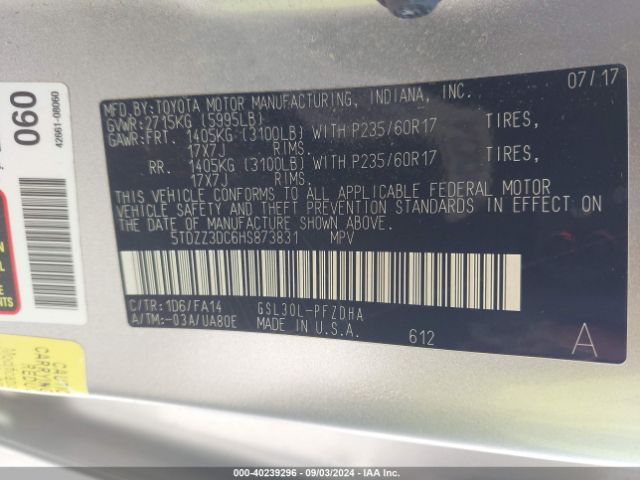 MFD.BY: TOYOTA MOTOR MANUFACTURING, INDIANA, INC. 07/17
GVWR: 2715KG (5995LB)
GAWR: FRT. 1405KG (3100LB) WITH P235/60R17 TIRES,
17X7J RIMS.
RR. 1405KG (3100LB) WITH P235/60R17 TIRES,
17X7J RIMS.
THIS VEHICLE CONFORMS TO ALL APPLICABLE FEDERAL MOTOR
VEHICLE SAFETY AND THEFT PREVENTION STANDARDS IN EFFECT ON
THE DATE OF MANUFACTURE SHOWN ABOVE.
5TDZZ3DC6HS873831 MPV
C/TR: 1D6/FA14 GSL30L-PFZDHA
A/TM: -03A/UA80E MADE IN U.S.A. 612 A
060
42661-08060
CARRYIN
000-40239296 - 09/03/2024 - IAA Inc.